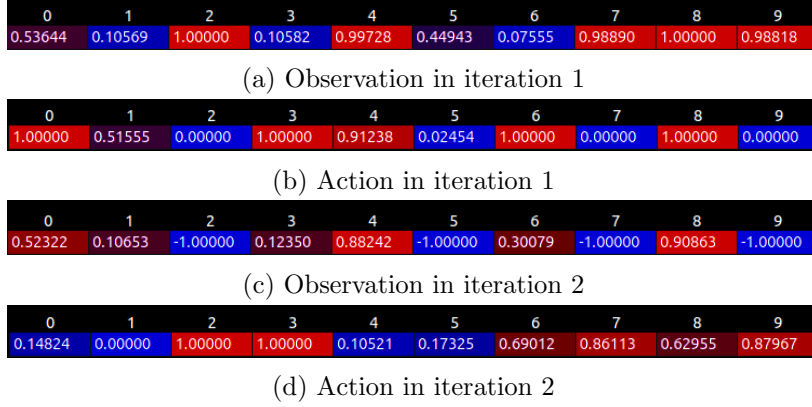 0 1 2 3 4 5 6 7 8 9
0.53644 0.10569 1.00000 0.10582 0.99728 0.44943 0.07555 0.98890 1.00000 0.98818
(a) Observation in iteration 1
0 1 2 3 4 5 6 7 8 9
1.00000 0.51555 0.00000 1.00000 0.91238 0.02454 1.00000 0.00000 1.00000 0.00000
(b) Action in iteration 1
0 1 2 3 4 5 6 7 8 9
0.52322 0.10653 -1.00000 0.12350 0.88242 -1.00000 0.30079 -1.00000 0.90863 -1.00000
(c) Observation in iteration 2
0 1 2 3 4 5 6 7 8 9
0.14824 0.00000 1.00000 1.00000 0.10521 0.17325 0.69012 0.86113 0.62955 0.87967
(d) Action in iteration 2